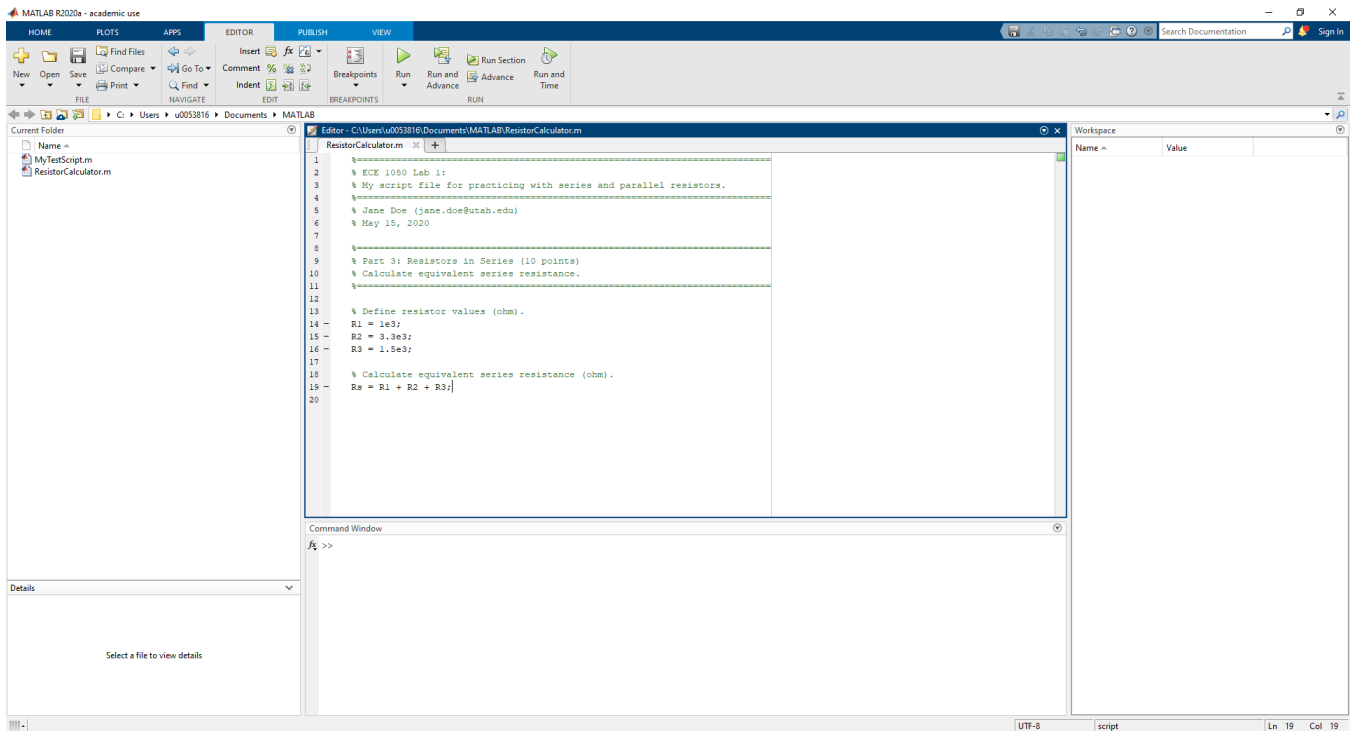 MATLAB R2020a - academic use
HOME PLOTS APPS EDITOR PUBLISH VIEW
Search Documentation
Sign In
New Open Save
Find Files
Compare
Print
Go To
Find
Insert fx
Comment %
Indent
Breakpoints
Run
Run and Advance
Run Section
Advance
Run and Time
FILE NAVIGATE EDIT BREAKPOINTS RUN
C: Users u0053816 Documents MATLAB
Current Folder
Name
MyTestScript.m
ResistorCalculator.m
Details
Select a file to view details
Editor - C:\Users\u0053816\Documents\MATLAB\ResistorCalculator.m
ResistorCalculator.m +
1 %==========================================================================
2 % ECE 1050 Lab 1:
3 % My script file for practicing with series and parallel resistors.
4 %==========================================================================
5 % Jane Doe (jane.doe@utah.edu)
6 % May 15, 2020
7
8 %==========================================================================
9 % Part 3: Resistors in Series (10 points)
10 % Calculate equivalent series resistance.
11 %==========================================================================
12
13 % Define resistor values (ohm).
14 – R1 = 1e3;
15 – R2 = 3.3e3;
16 – R3 = 1.5e3;
17
18 % Calculate equivalent series resistance (ohm).
19 – Rs = R1 + R2 + R3;
20
Command Window
fx >>
Workspace
Name Value
UTF-8 script Ln 19 Col 19